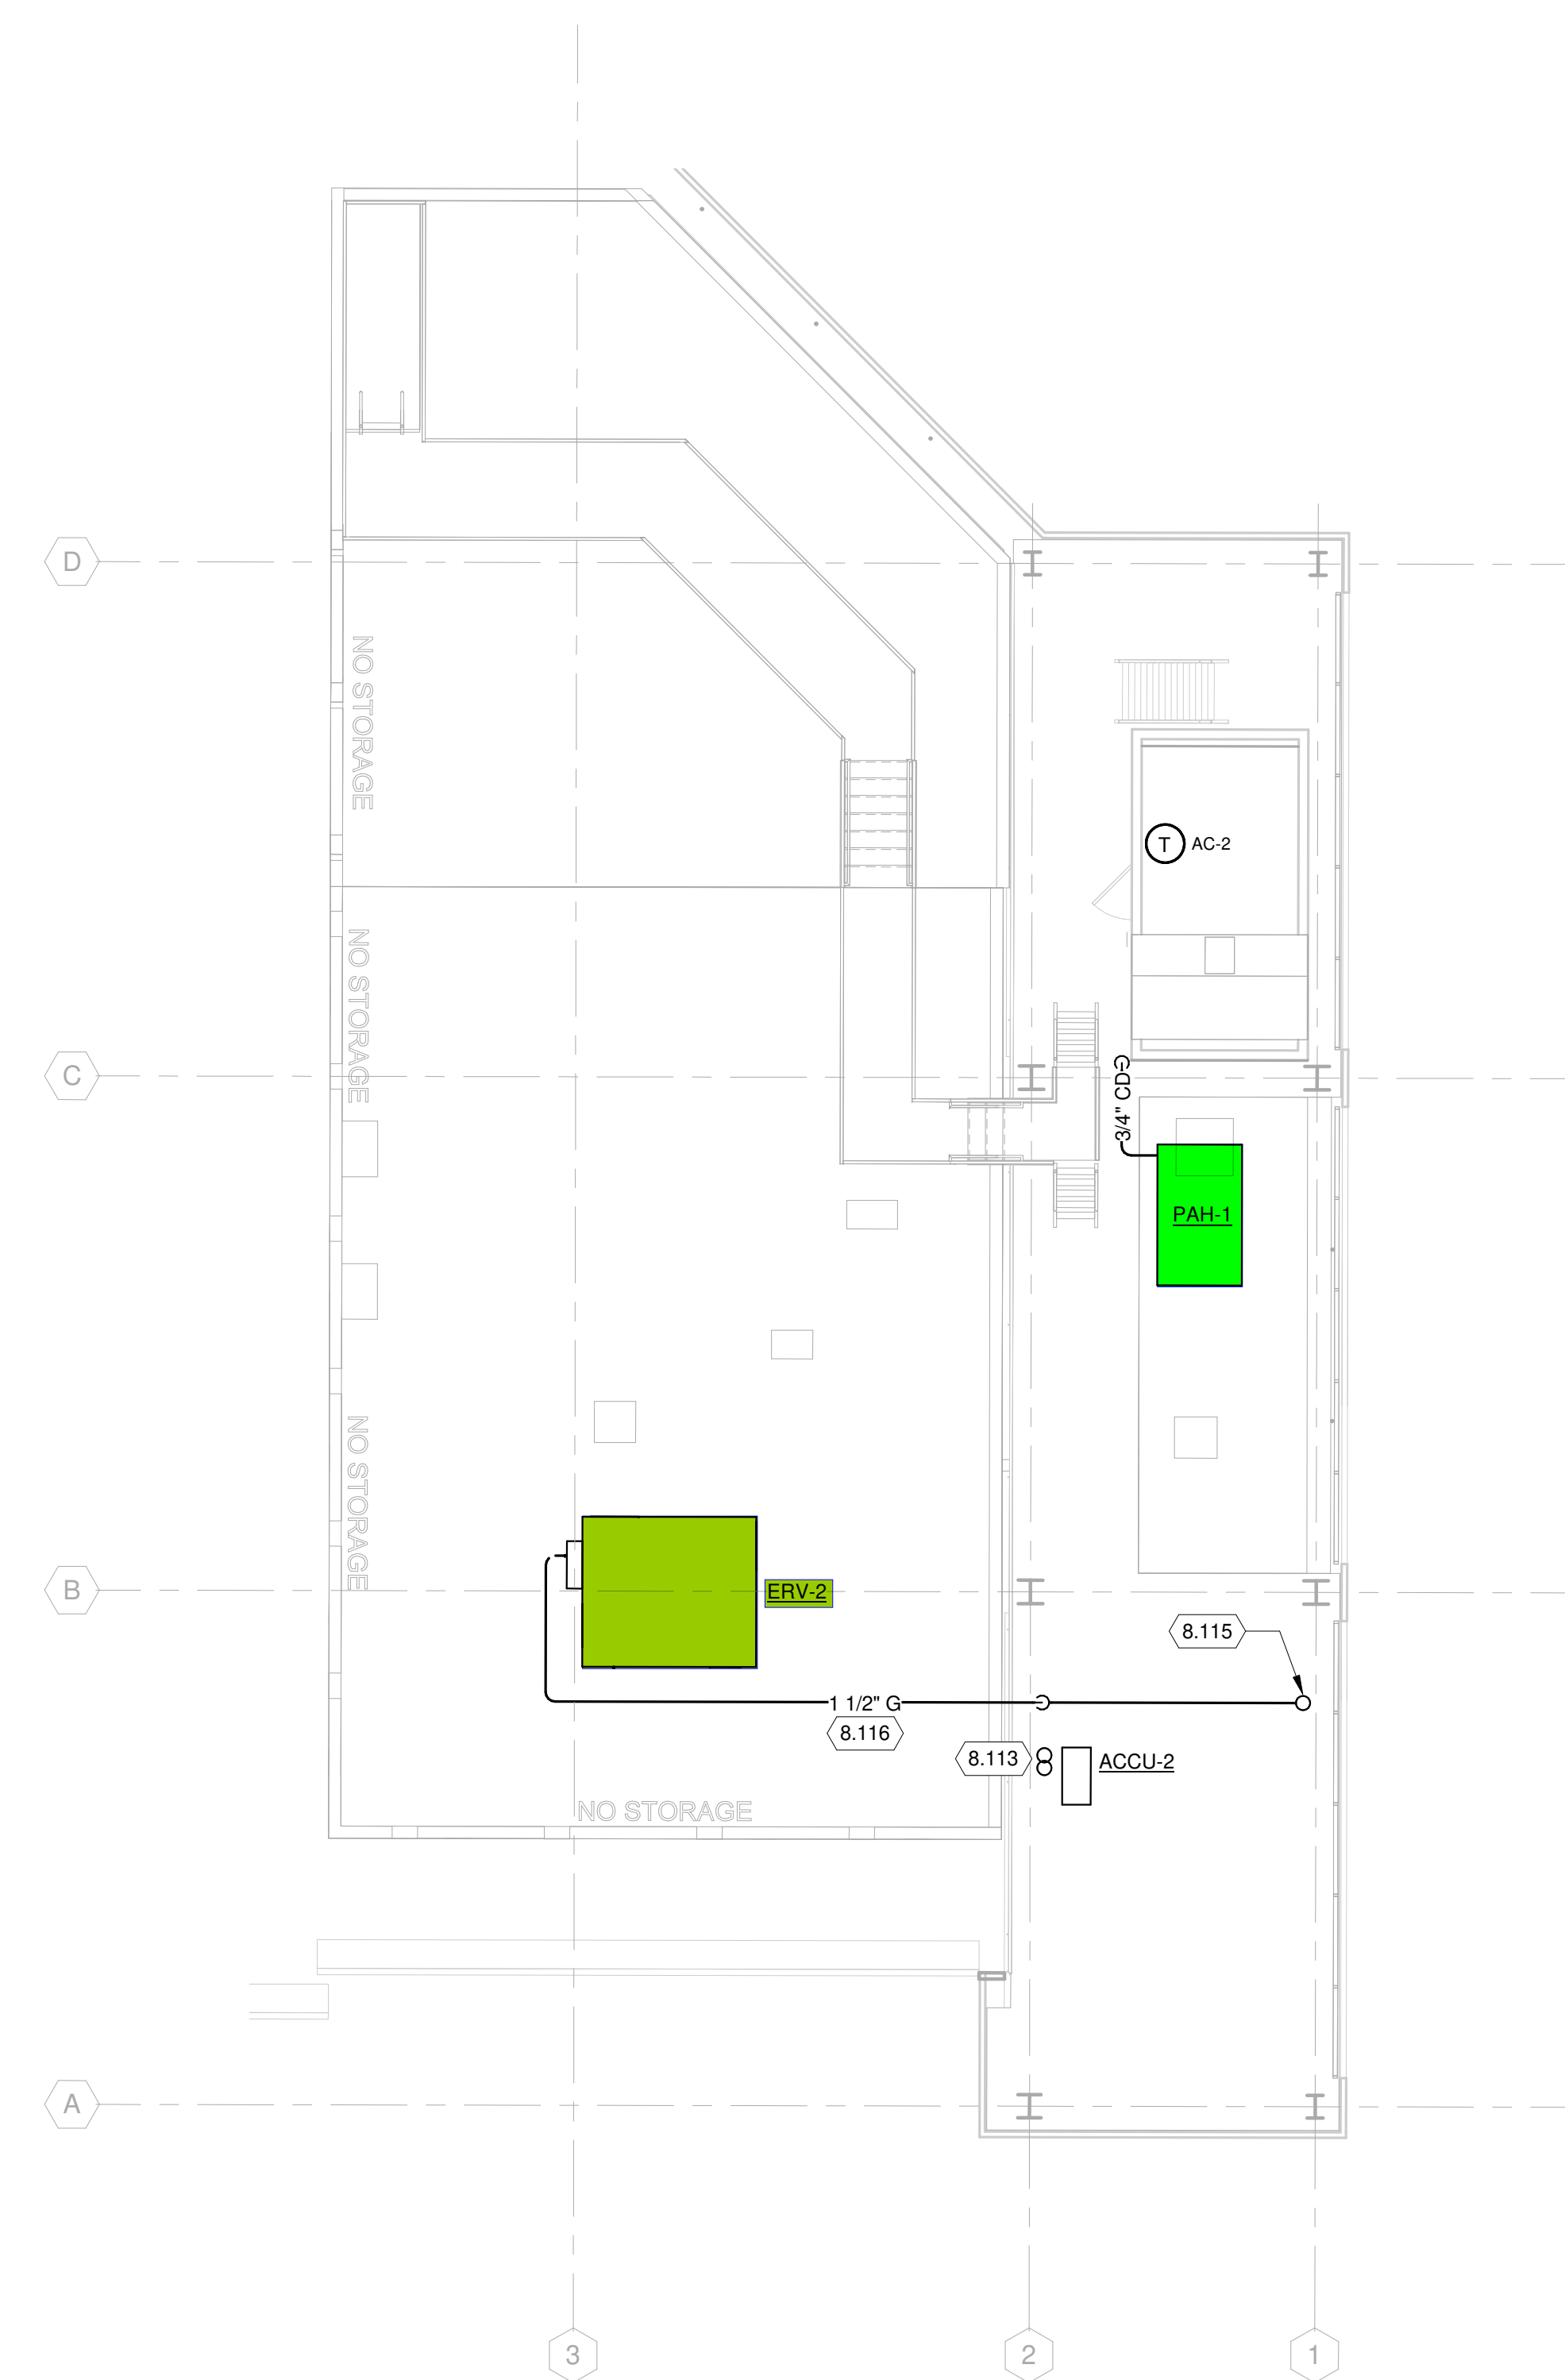 D
NO STORAGE
T
AC-2
NO STORAGE
C
3/4" CD
PAH-1
NO STORAGE
B
ERV-2
8.115
1 1/2" G
8.116
8.113
ACCU-2
NO STORAGE
A
3
2
1